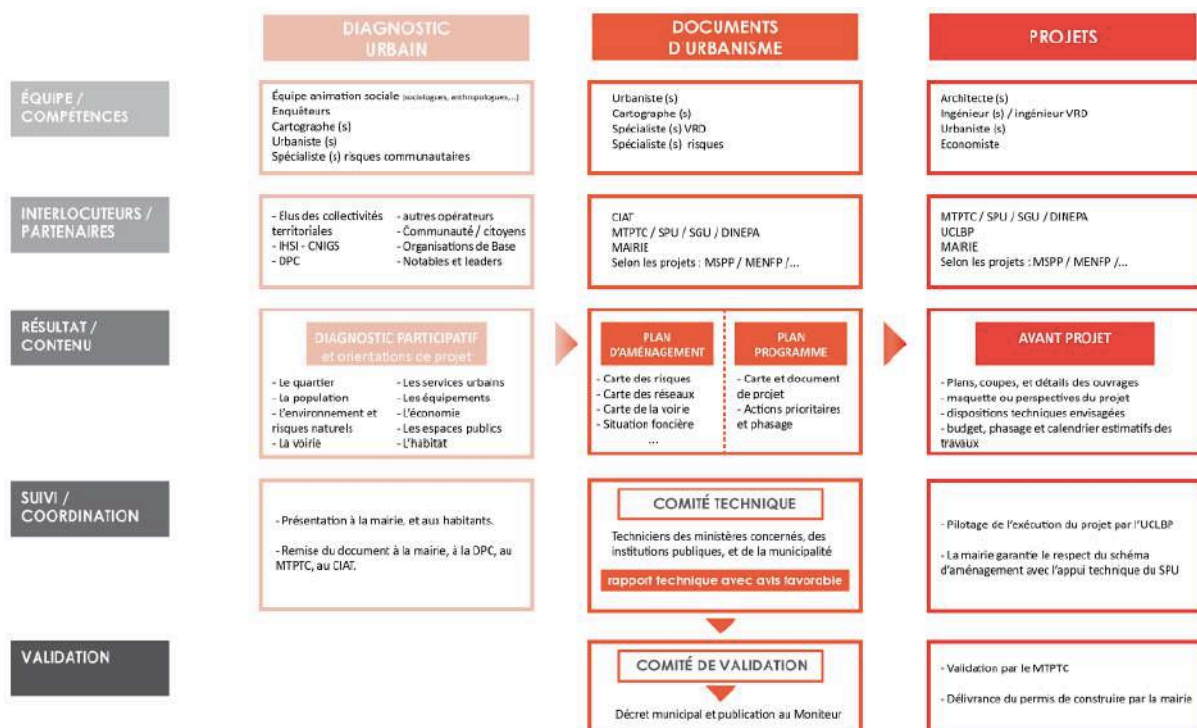 DIAGNOSTIC
URBAIN
DOCUMENTS
D'URBANISME
PROJETS
ÉQUIPE /
COMPÉTENCES
Équipe animation sociale (sociologues, anthropologues,...)
Enquêteurs
Cartographe (s)
Urbaniste (s)
Spécialiste (s) risques communautaires
Urbaniste (s)
Cartographe (s)
Spécialiste (s) VRD
Spécialiste (s) risques
Architecte (s)
Ingénieur (s) / ingénieur VRD
Urbaniste (s)
Economiste
INTERLOCUTEURS /
PARTENAIRES
- Elus des collectivités
territoriales
- IHSI - CNIGS
- DPC
- autres opérateurs
- Communauté / citoyens
- Organisations de Base
- Notables et leaders
CIAT
MTPTC / SPU / SGU / DINEPA
MAIRIE
Selon les projets : MSPP / MENFP /...
MTPTC / SPU / SGU / DINEPA
UCLBP
MAIRIE
Selon les projets : MSPP / MENFP /...
RÉSULTAT /
CONTENU
DIAGNOSTIC PARTICIPATIF
et orientations de projet
- Le quartier
- La population
- L'environnement et
risques naturels
- La voirie
- Les services urbains
- Les équipements
- L'économie
- Les espaces publics
- L'habitat
PLAN
D'AMÉNAGEMENT
- Carte des risques
- Carte des réseaux
- Carte de la voirie
- Situation foncière
...
PLAN
PROGRAMME
- Carte et document
de projet
- Actions prioritaires
et phasage
AVANT PROJET
- Plans, coupes, et détails des ouvrages
- maquette ou perspectives du projet
- dispositions techniques envisagées
- budget, phasage et calendrier estimatifs des
travaux
SUIVI /
COORDINATION
- Présentation à la mairie, et aux habitants.
- Remise du document à la mairie, à la DPC, au
MTPTC, au CIAT.
COMITÉ TECHNIQUE
Techniciens des ministères concernés, des
institutions publiques, et de la municipalité
rapport technique avec avis favorable
- Pilotage de l'exécution du projet par l'UCLBP
- La mairie garantie le respect du schéma
d'aménagement avec l'appui technique du SPU
VALIDATION
COMITÉ DE VALIDATION
Décret municipal et publication au Moniteur
- Validation par le MTPTC
- Délivrance du permis de construire par la mairie